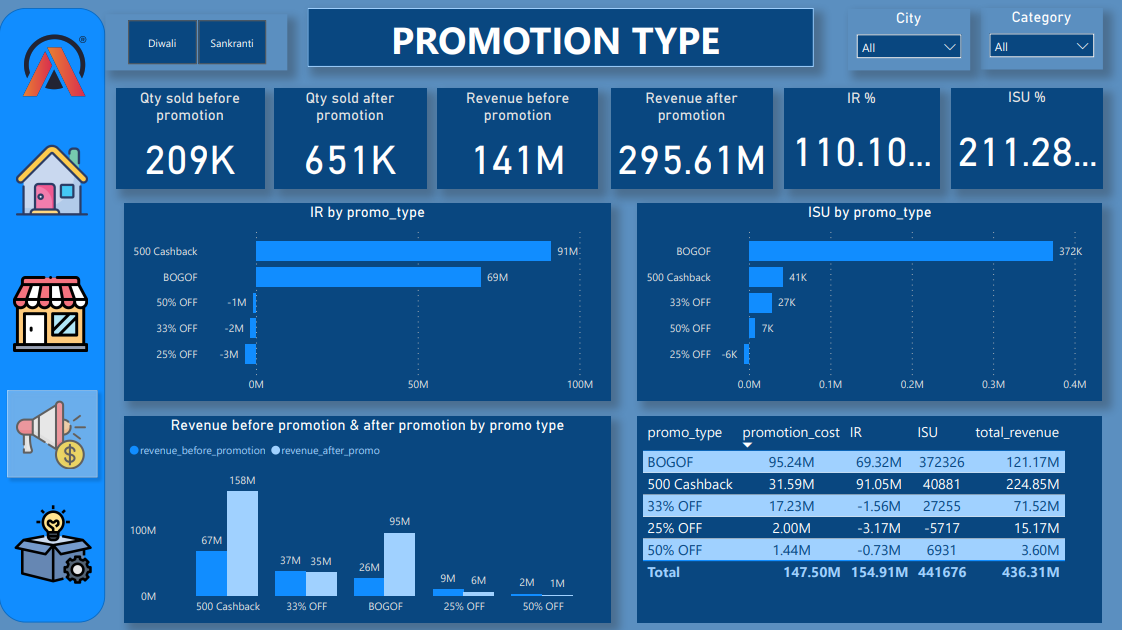 Diwali
Sankranti
PROMOTION TYPE
City
All
Category
All
®
Qty sold before
promotion
209K
Qty sold after
promotion
651K
Revenue before
promotion
141M
Revenue after
promotion
295.61M
IR %
110.10...
ISU %
211.28...
IR by promo_type
500 Cashback 91M
BOGOF 69M
50% OFF -1M
33% OFF -2M
25% OFF -3M
0M 50M 100M
ISU by promo_type
BOGOF 372K
500 Cashback 41K
33% OFF 27K
50% OFF 7K
25% OFF -6K
0.0M 0.1M 0.2M 0.3M 0.4M
Revenue before promotion & after promotion by promo type
revenue_before_promotion revenue_after_promo
100M
0M
67M 158M
37M 35M
26M 95M
9M 6M
2M 1M
500 Cashback 33% OFF BOGOF 25% OFF 50% OFF
promo_type promotion_cost IR ISU total_revenue
BOGOF 95.24M 69.32M 372326 121.17M
500 Cashback 31.59M 91.05M 40881 224.85M
33% OFF 17.23M -1.56M 27255 71.52M
25% OFF 2.00M -3.17M -5717 15.17M
50% OFF 1.44M -0.73M 6931 3.60M
Total 147.50M 154.91M 441676 436.31M
$